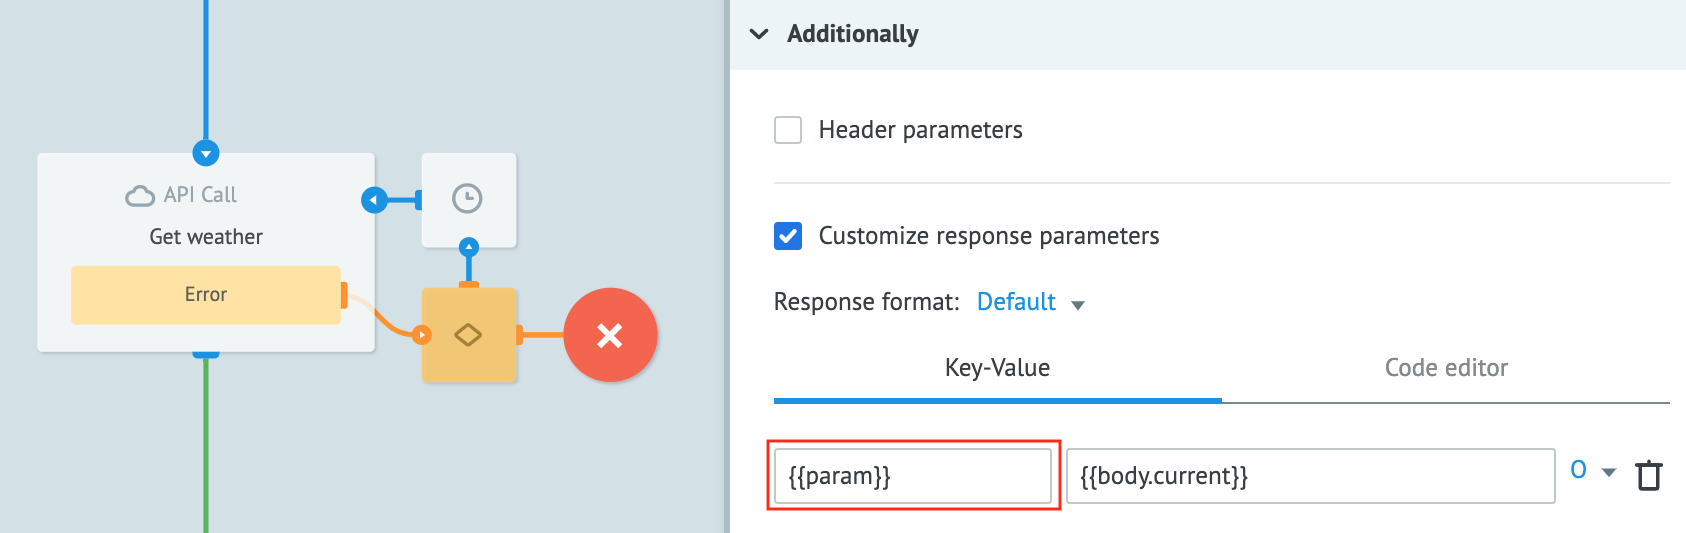 API Call
Get weather
Error
Additionally
Header parameters
Customize response parameters
Response format: Default
Key-Value Code editor
{{param}} {{body.current}} O